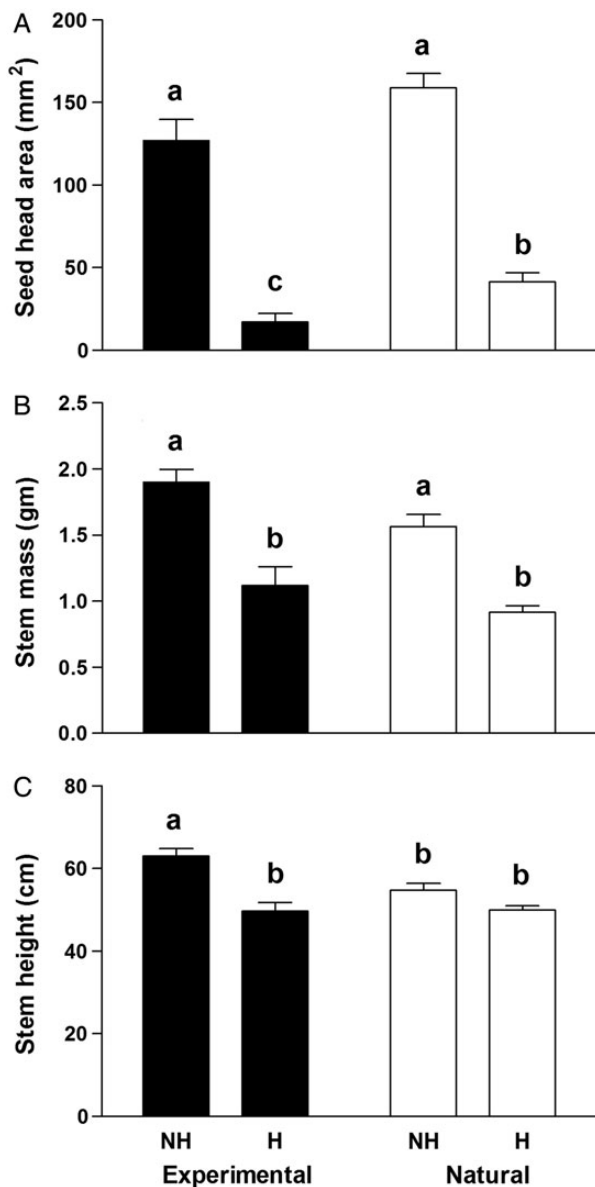 A
Seed head area (mm²)
200
150
100
50
0
a
c
a
b
B
Stem mass (gm)
2.5
2.0
1.5
1.0
0.5
0.0
a
b
a
b
C
Stem height (cm)
80
60
40
20
0
a
b
b
b
NH H NH H
Experimental Natural